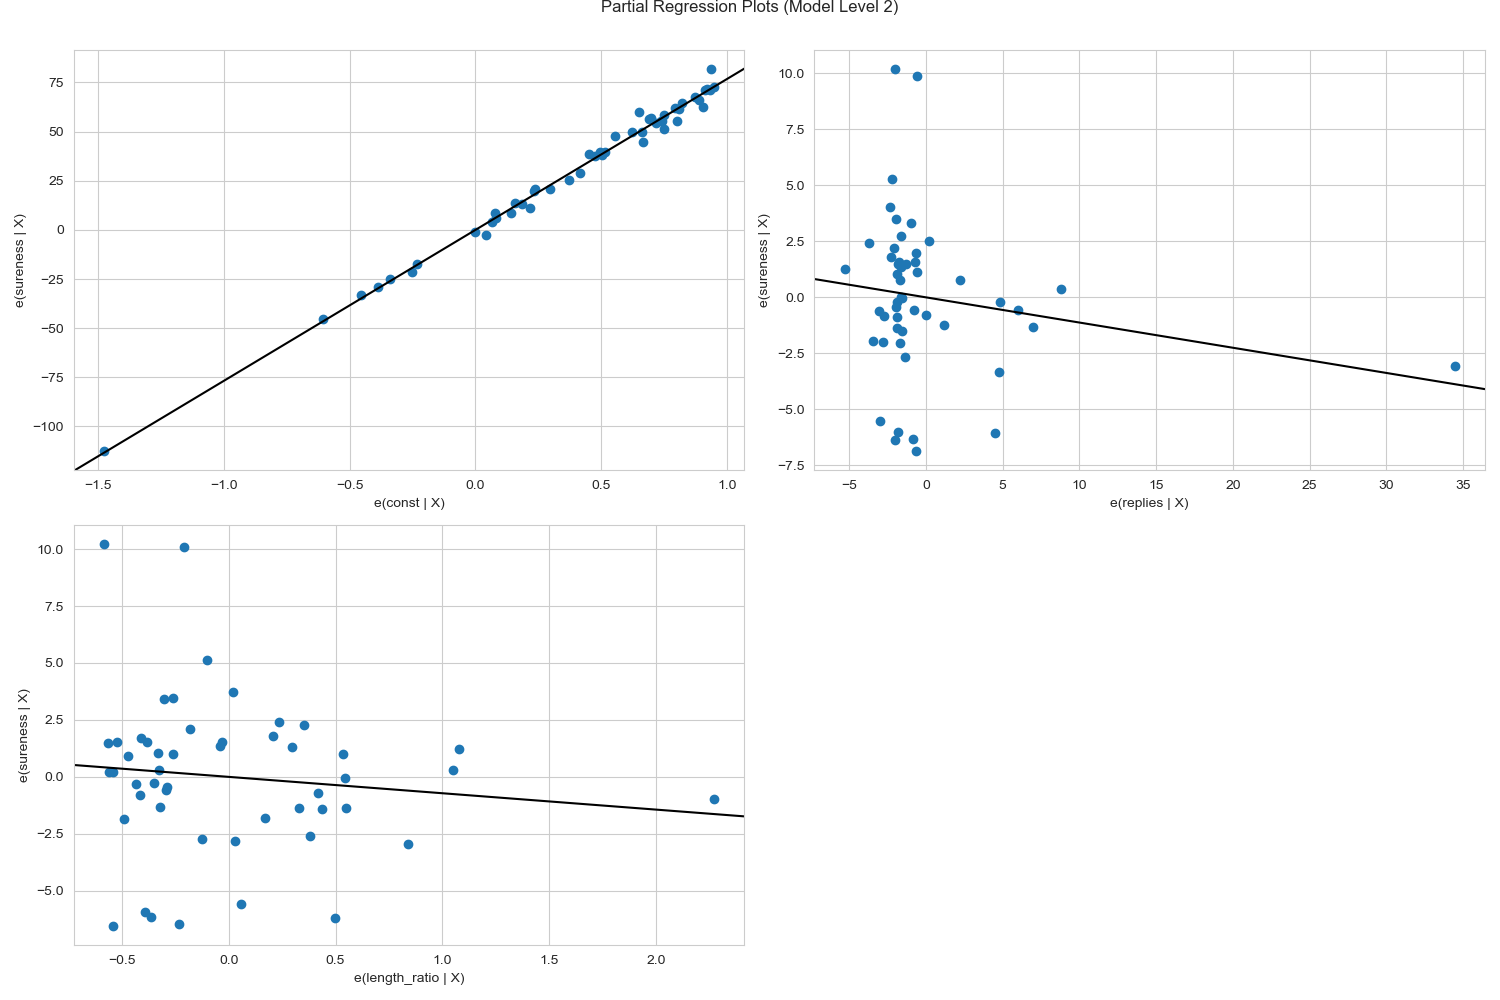 Partial Regression Plots (Model Level 2)
75
50
25
0
−25
−50
−75
−100
e(sureness | X)
−1.5 −1.0 −0.5 0.0 0.5 1.0
e(const | X)
10.0
7.5
5.0
2.5
0.0
−2.5
−5.0
−7.5
e(sureness | X)
−5 0 5 10 15 20 25 30 35
e(replies | X)
10.0
7.5
5.0
2.5
0.0
−2.5
−5.0
e(sureness | X)
−0.5 0.0 0.5 1.0 1.5 2.0
e(length_ratio | X)